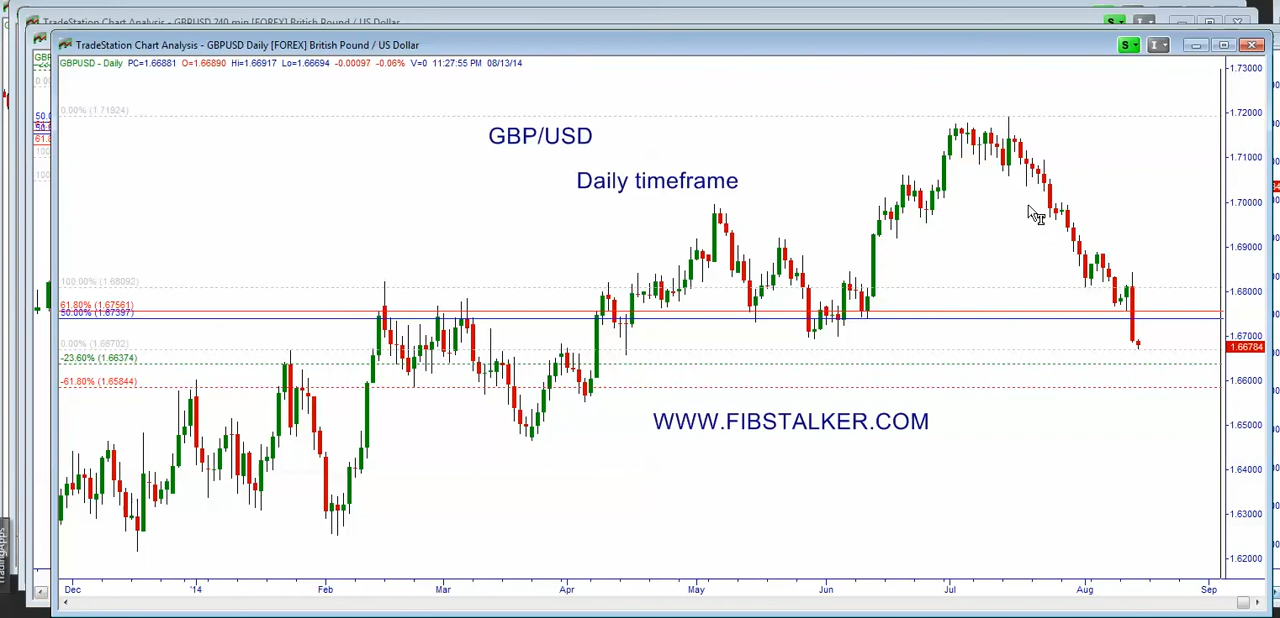 TradeStation Chart Analysis - GBPUSD 240 min [FOREX] British Pound / US Dollar
TradeStation Chart Analysis - GBPUSD Daily [FOREX] British Pound / US Dollar
S
I
GBPUSD - Daily PC=1.66881 O=1.66890 Hi=1.66917 Lo=1.66694 -0.00097 -0.06% V=0 11:27:55 PM 08/13/14
1.73000
0.00% (1.71924)
1.72000
GBP/USD
1.71000
Daily timeframe
1.70000
1.69000
100.00% (1.68092)
1.68000
61.80% (1.67561)
50.00% (1.67397)
1.67000
0.00% (1.66702)
1.66784
-23.60% (1.66374)
-61.80% (1.65844)
1.66000
WWW.FIBSTALKER.COM
1.65000
1.64000
1.63000
1.62000
Dec '14 Feb Mar Apr May Jun Jul Aug Sep
TradingApps